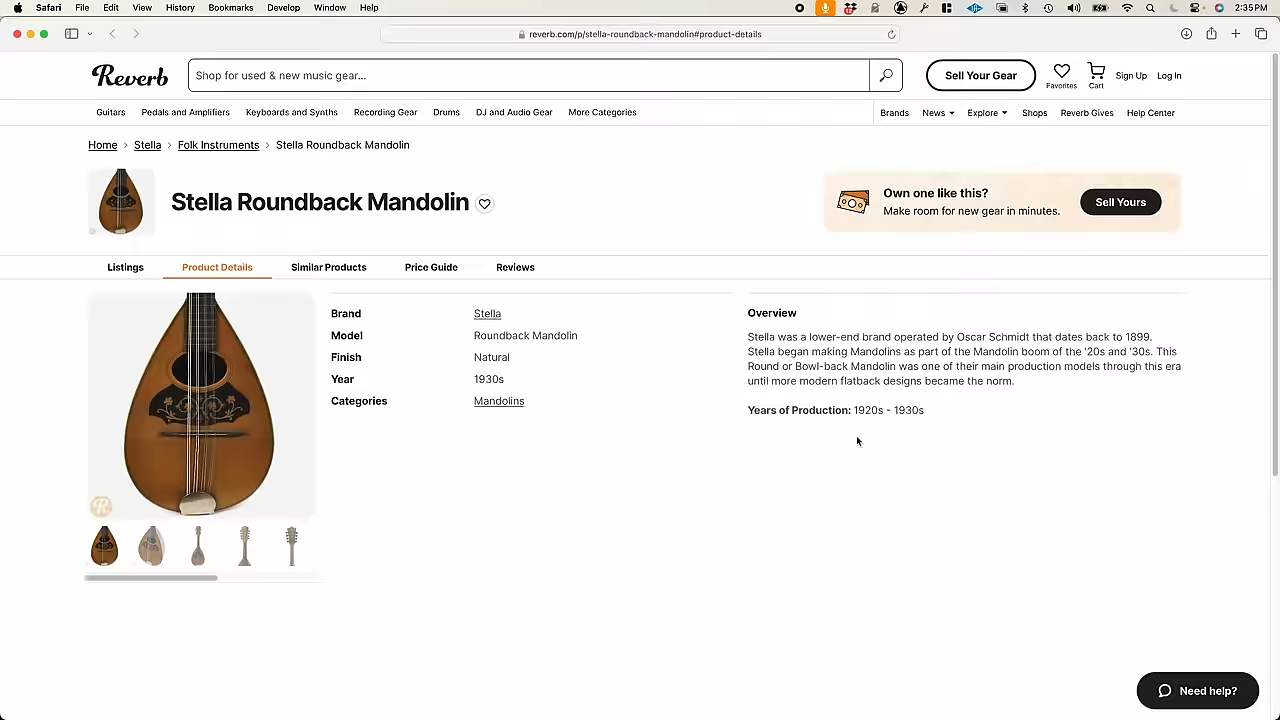 Safari File Edit View History Bookmarks Develop Window Help 2:35 PM
reverb.com/p/stella-roundback-mandolin#product-details
Reverb
Shop for used & new music gear...
Sell Your Gear
Favorites
Cart
Sign Up
Log In
Guitars Pedals and Amplifiers Keyboards and Synths Recording Gear Drums DJ and Audio Gear More Categories
Brands News Explore Shops Reverb Gives Help Center
Home > Stella > Folk Instruments > Stella Roundback Mandolin
Stella Roundback Mandolin
Own one like this?
Make room for new gear in minutes.
Sell Yours
Listings Product Details Similar Products Price Guide Reviews
Brand Stella
Model Roundback Mandolin
Finish Natural
Year 1930s
Categories Mandolins
Overview
Stella was a lower-end brand operated by Oscar Schmidt that dates back to 1899.
Stella began making Mandolins as part of the Mandolin boom of the '20s and '30s. This
Round or Bowl-back Mandolin was one of their main production models through this era
until more modern flatback designs became the norm.
Years of Production: 1920s - 1930s
Need help?